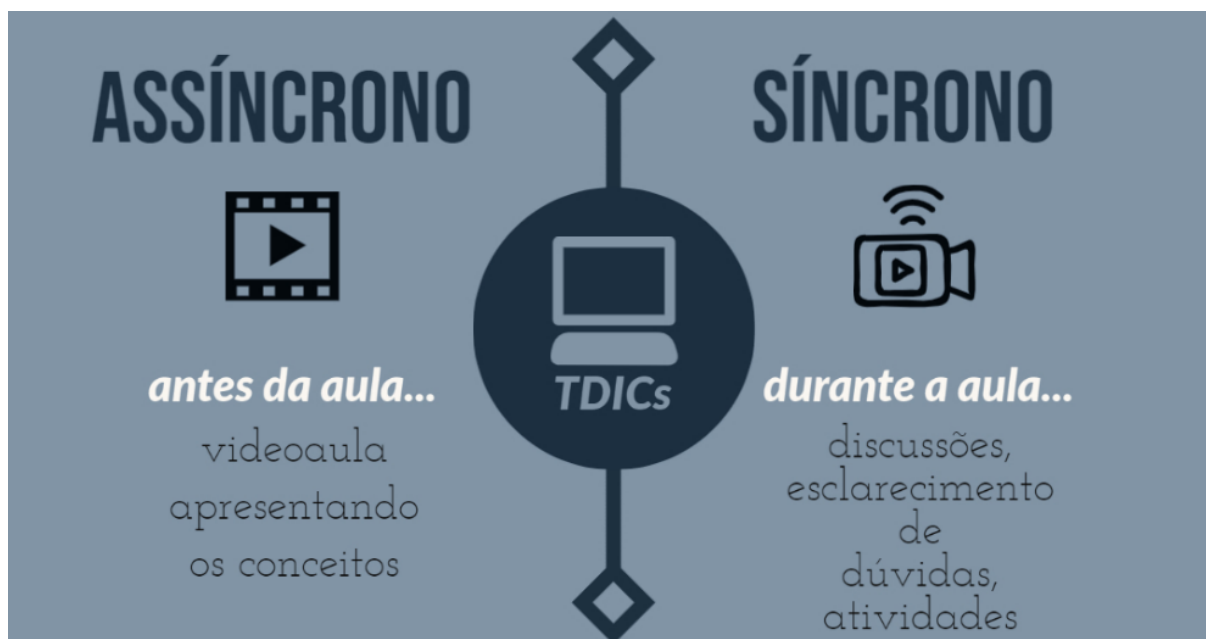 ASSÍNCRONO
antes da aula...
videoaula
apresentando
os conceitos
TDICs
SÍNCRONO
durante a aula...
discussões,
esclarecimento
de
dúvidas,
atividades